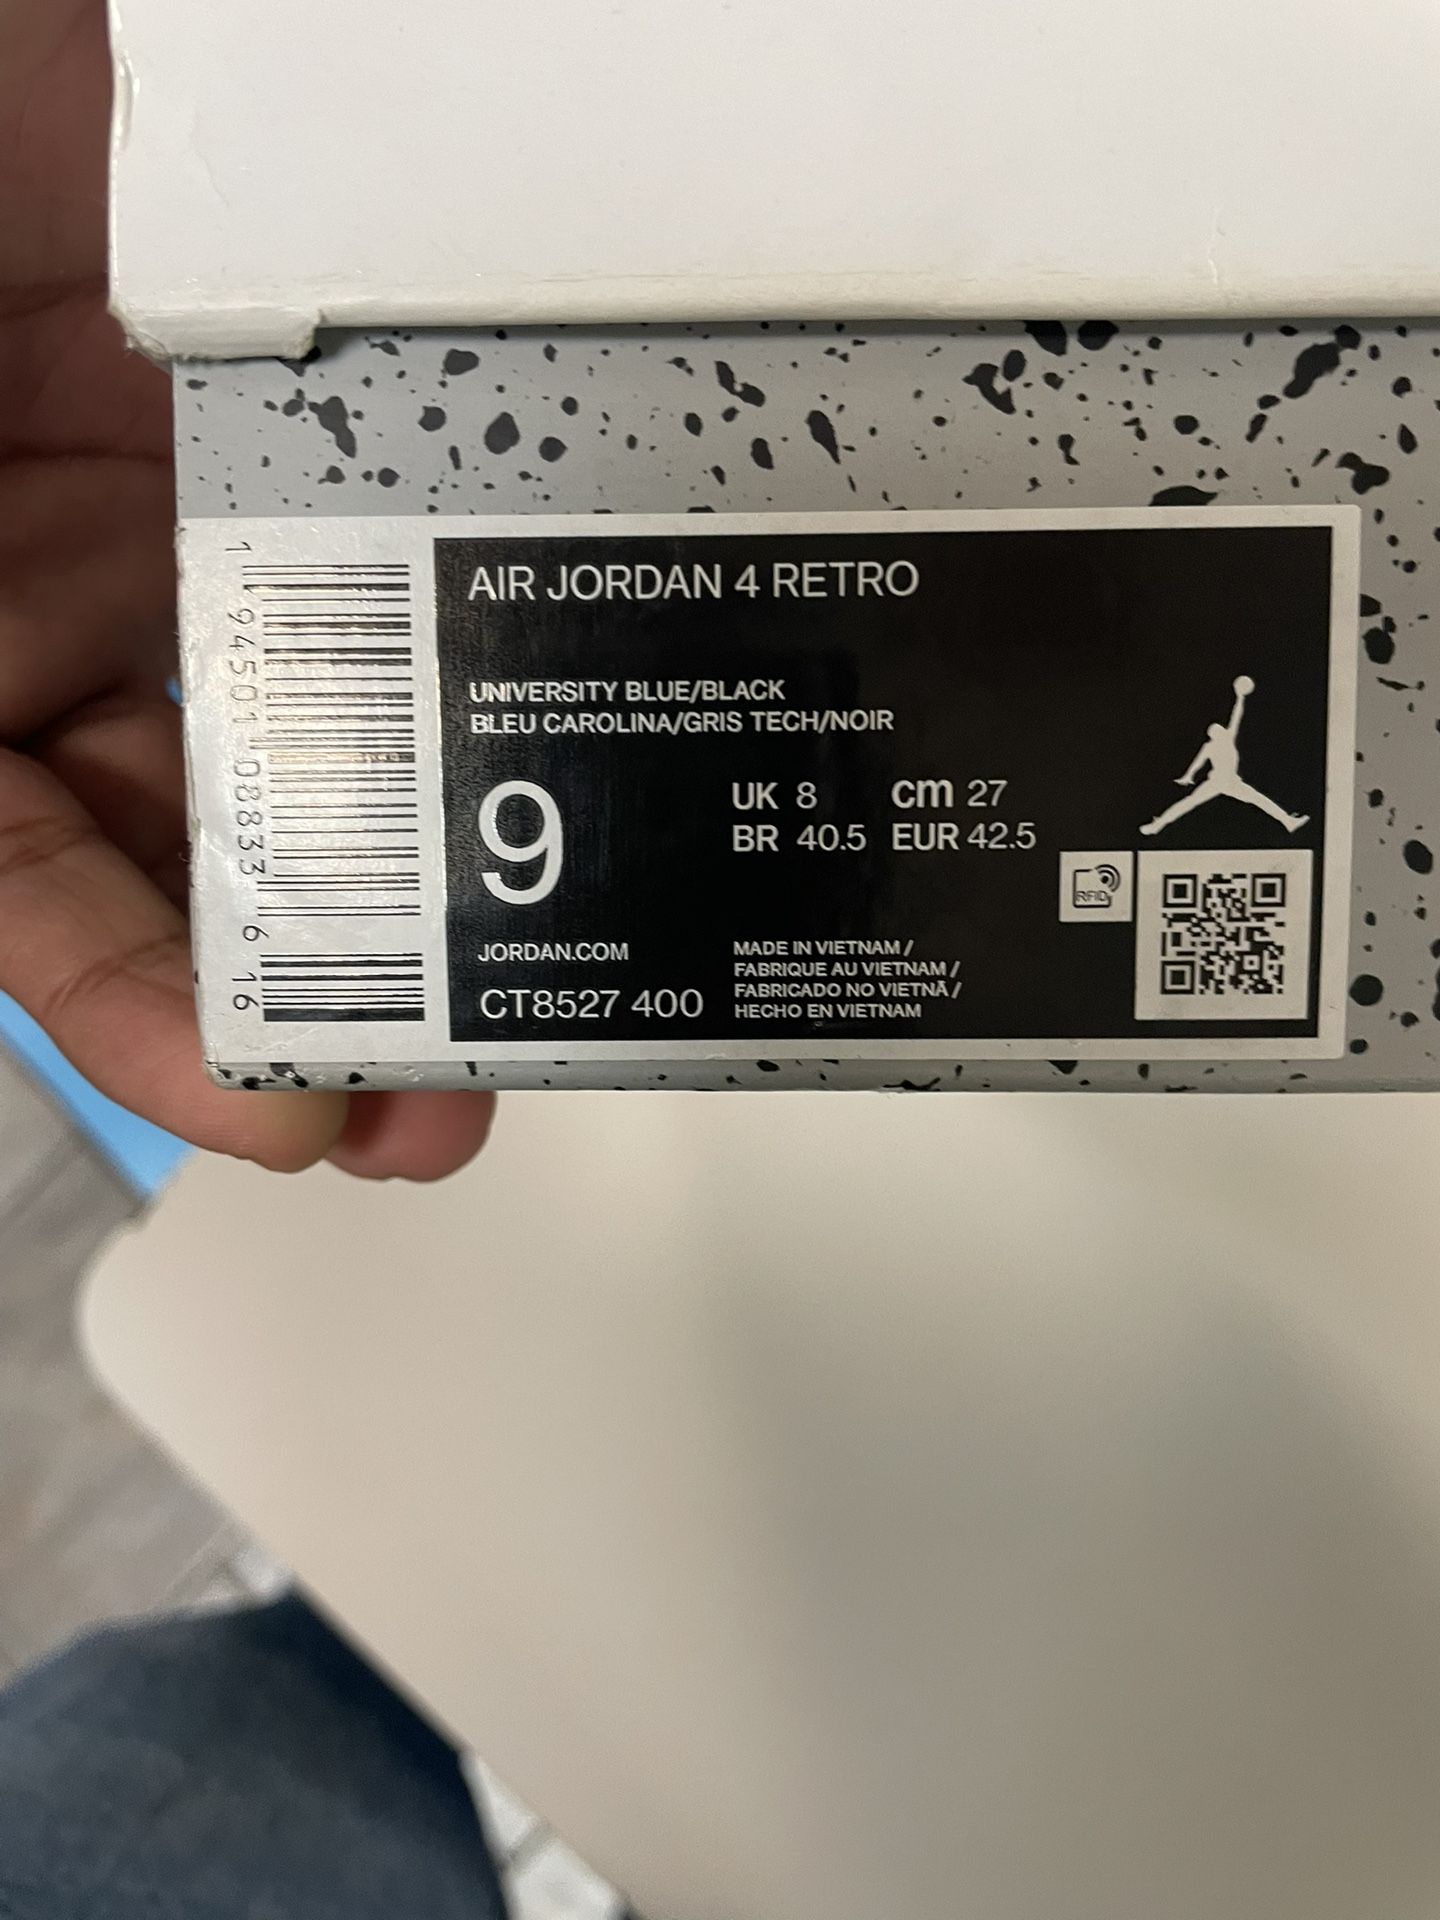 AIR JORDAN 4 RETRO
UNIVERSITY BLUE/BLACK
BLEU CAROLINA/GRIS TECH/NOIR
9
UK 8 cm 27
BR 40.5 EUR 42.5
RFID
JORDAN.COM
CT8527 400
MADE IN VIETNAM /
FABRIQUE AU VIETNAM /
FABRICADO NO VIETNÃ /
HECHO EN VIETNAM
1 94501 08833 6 16